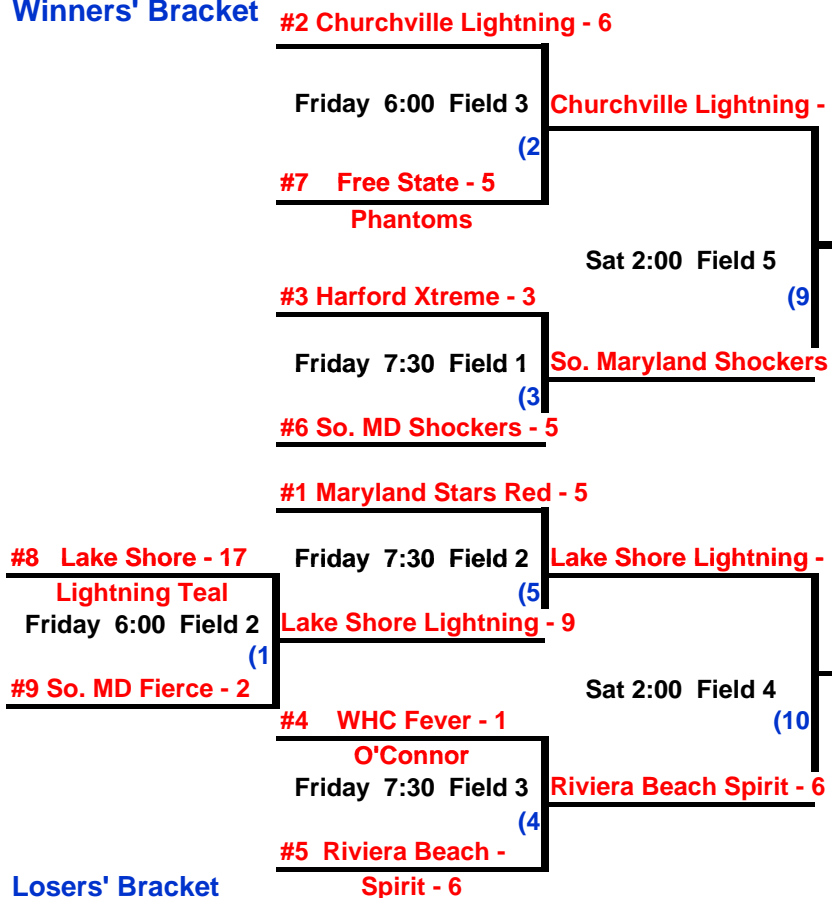 Winners' Bracket
#2 Churchville Lightning - 6
Friday 6:00 Field 3
Churchville Lightning -
(2
#7 Free State - 5
Phantoms
Sat 2:00 Field 5
(9
#3 Harford Xtreme - 3
Friday 7:30 Field 1
So. Maryland Shockers
(3
#6 So. MD Shockers - 5
#1 Maryland Stars Red - 5
#8 Lake Shore - 17
Friday 7:30 Field 2
Lake Shore Lightning -
Lightning Teal
(5
Friday 6:00 Field 2
Lake Shore Lightning - 9
(1
#9 So. MD Fierce - 2
Sat 2:00 Field 4
(10
#4 WHC Fever - 1
O'Connor
Friday 7:30 Field 3
Riviera Beach Spirit - 6
(4
#5 Riviera Beach -
Spirit - 6
Losers' Bracket